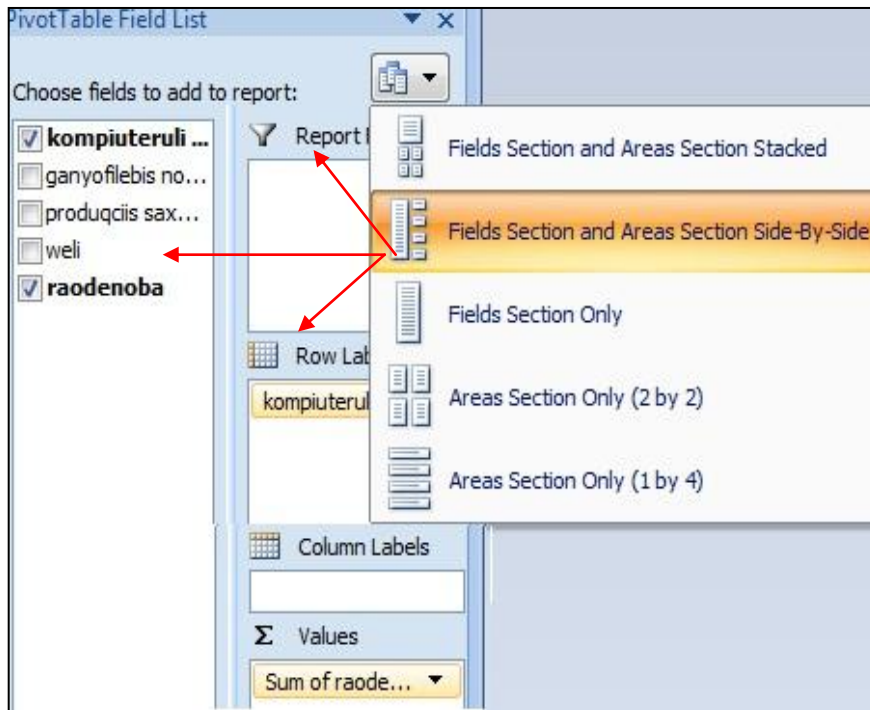 PivotTable Field List
Choose fields to add to report:
kompiuteruli ...
ganyofilebis no...
produqciis sax...
weli
raodenoba
Report
Row Lab
kompiuterul
Column Labels
Σ Values
Sum of raode...
Fields Section and Areas Section Stacked
Fields Section and Areas Section Side-By-Side
Fields Section Only
Areas Section Only (2 by 2)
Areas Section Only (1 by 4)